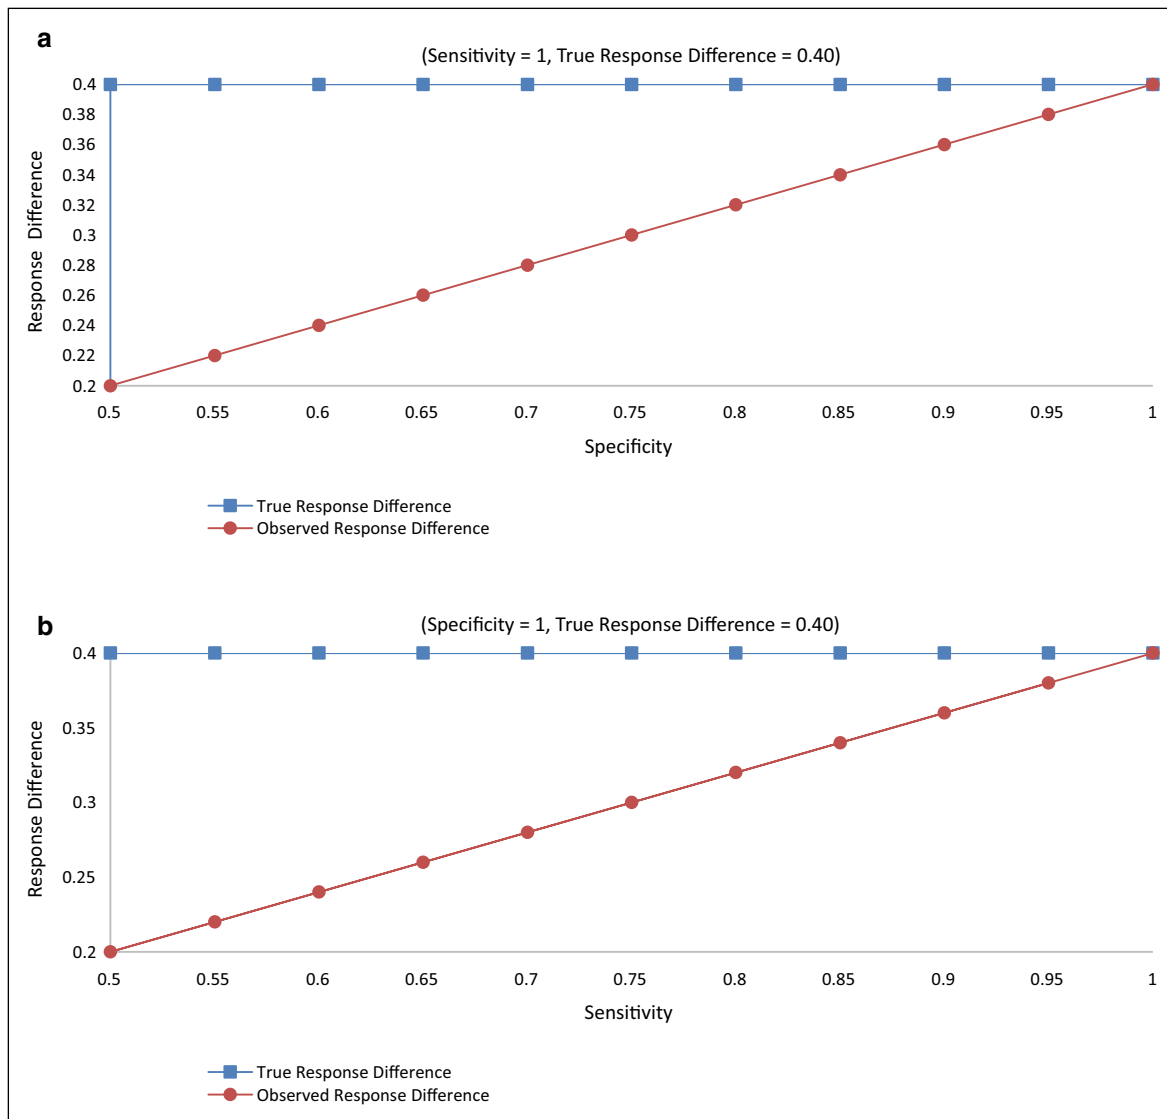 a
(Sensitivity = 1, True Response Difference = 0.40)
Response Difference
0.4
0.38
0.36
0.34
0.32
0.3
0.28
0.26
0.24
0.22
0.2
0.5 0.55 0.6 0.65 0.7 0.75 0.8 0.85 0.9 0.95 1
Specificity
True Response Difference
Observed Response Difference
b
(Specificity = 1, True Response Difference = 0.40)
Response Difference
0.4
0.35
0.3
0.25
0.2
0.5 0.55 0.6 0.65 0.7 0.75 0.8 0.85 0.9 0.95 1
Sensitivity
True Response Difference
Observed Response Difference